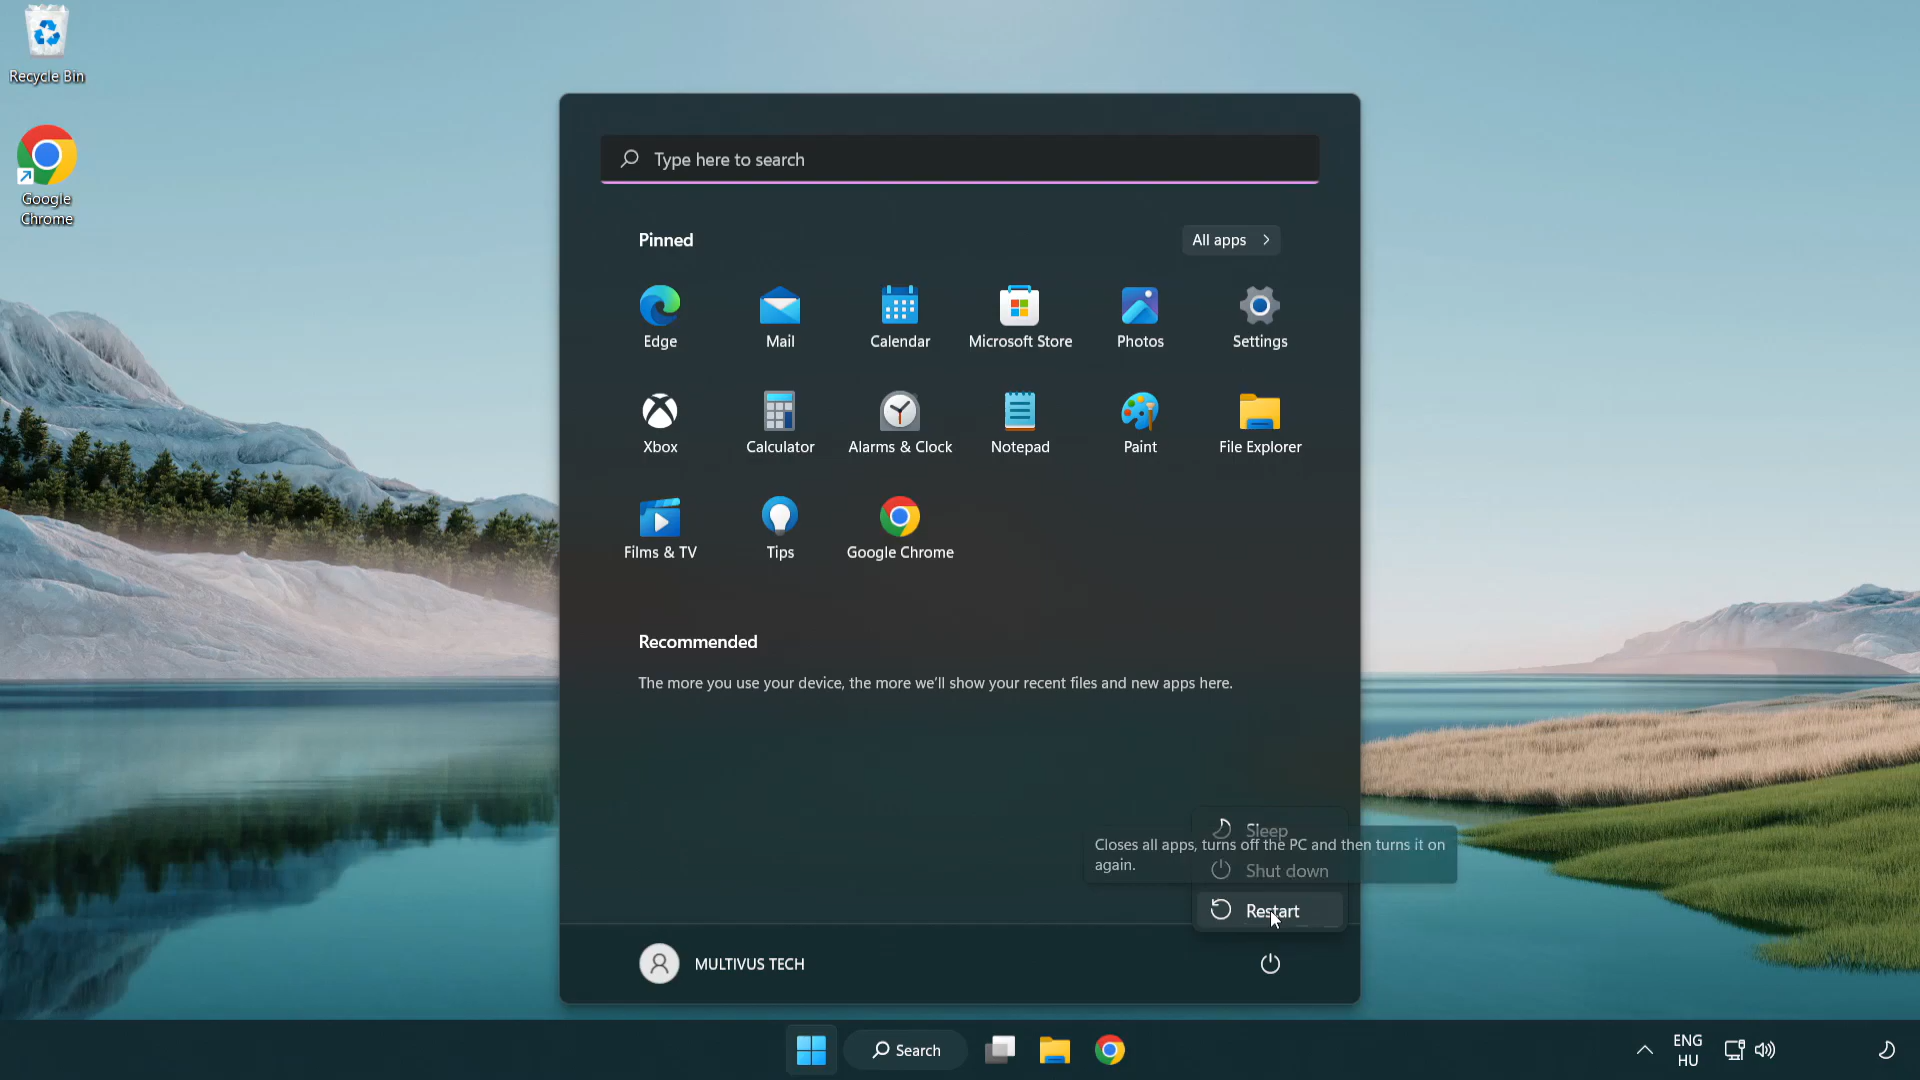 Recycle Bin
Google
Chrome
Type here to search
Pinned
All apps
Edge
Mail
Calendar
Microsoft Store
Photos
Settings
Xbox
Calculator
Alarms & Clock
Notepad
Paint
File Explorer
Films & TV
Tips
Google Chrome
Recommended
The more you use your device, the more we'll show your recent files and new apps here.
Sleep
Closes all apps, turns off the PC and then turns it on
again.
Shut down
Restart
MULTIVUS TECH
Search
ENG
HU